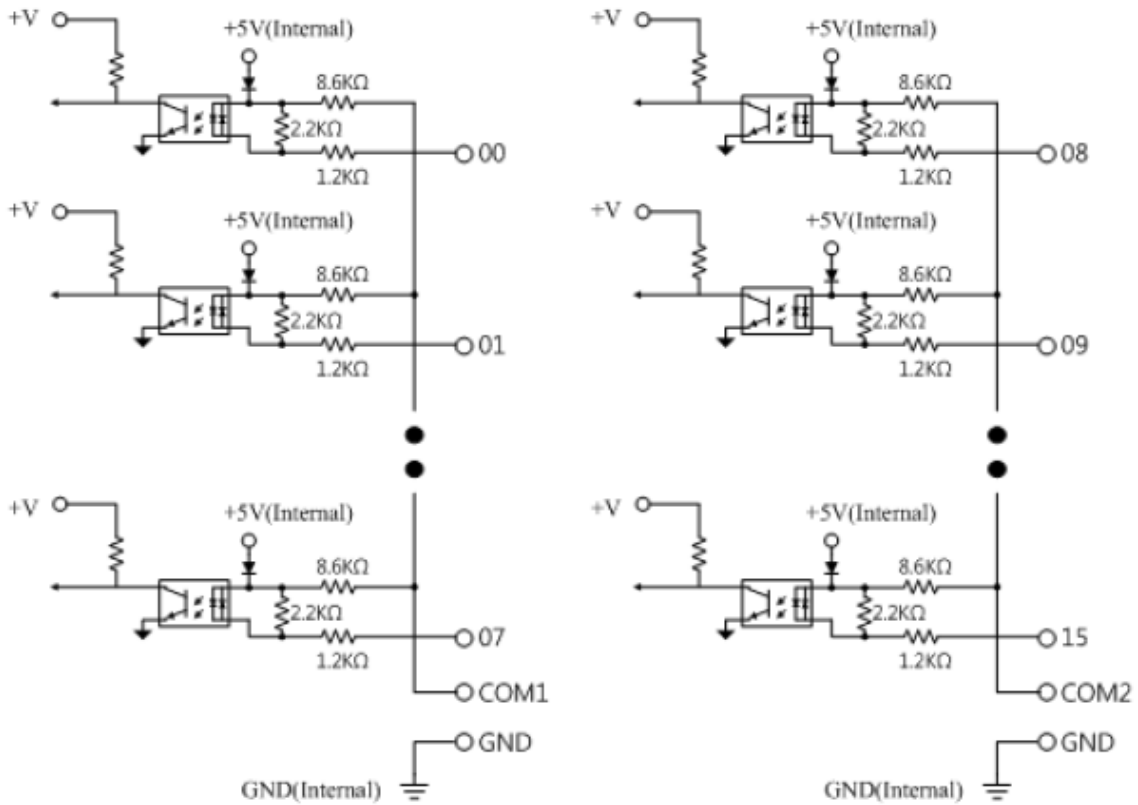 +V
+5V(Internal)
8.6KΩ
2.2KΩ
00
1.2KΩ
+V
+5V(Internal)
8.6KΩ
2.2KΩ
01
1.2KΩ
+V
+5V(Internal)
8.6KΩ
2.2KΩ
07
1.2KΩ
COM1
GND
GND(Internal)
+V
+5V(Internal)
8.6KΩ
2.2KΩ
08
1.2KΩ
+V
+5V(Internal)
8.6KΩ
2.2KΩ
09
1.2KΩ
+V
+5V(Internal)
8.6KΩ
2.2KΩ
15
1.2KΩ
COM2
GND
GND(Internal)